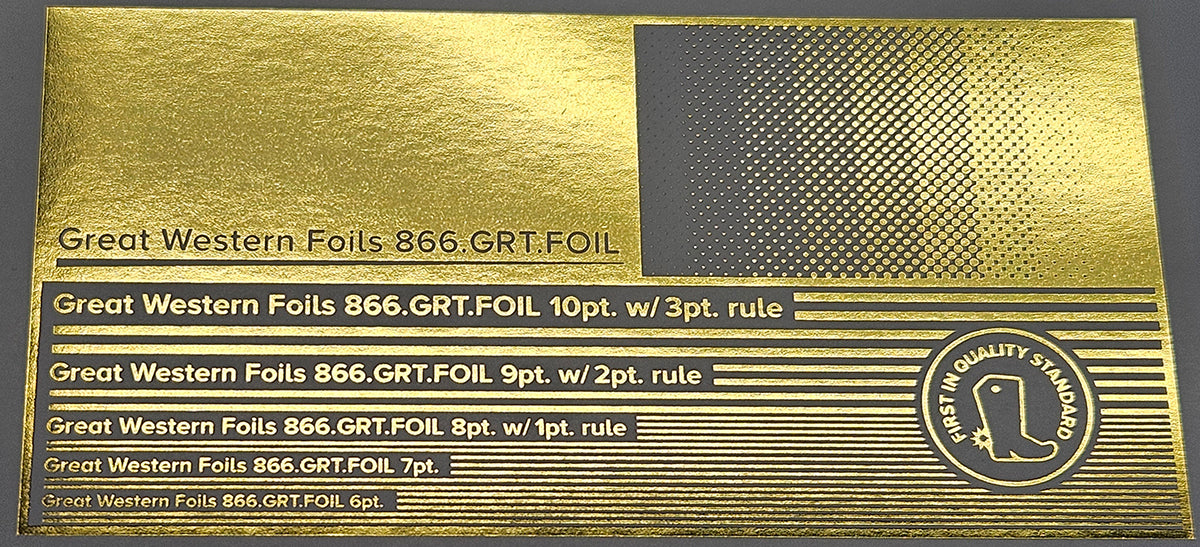 Great Western Foils 866.GRT.FOIL
Great Western Foils 866.GRT.FOIL 10pt. w/ 3pt. rule
Great Western Foils 866.GRT.FOIL 9pt. w/ 2pt. rule
Great Western Foils 866.GRT.FOIL 8pt. w/ 1pt. rule
Great Western Foils 866.GRT.FOIL 7pt.
Great Western Foils 866.GRT.FOIL 6pt.
FIRST IN QUALITY STANDARD